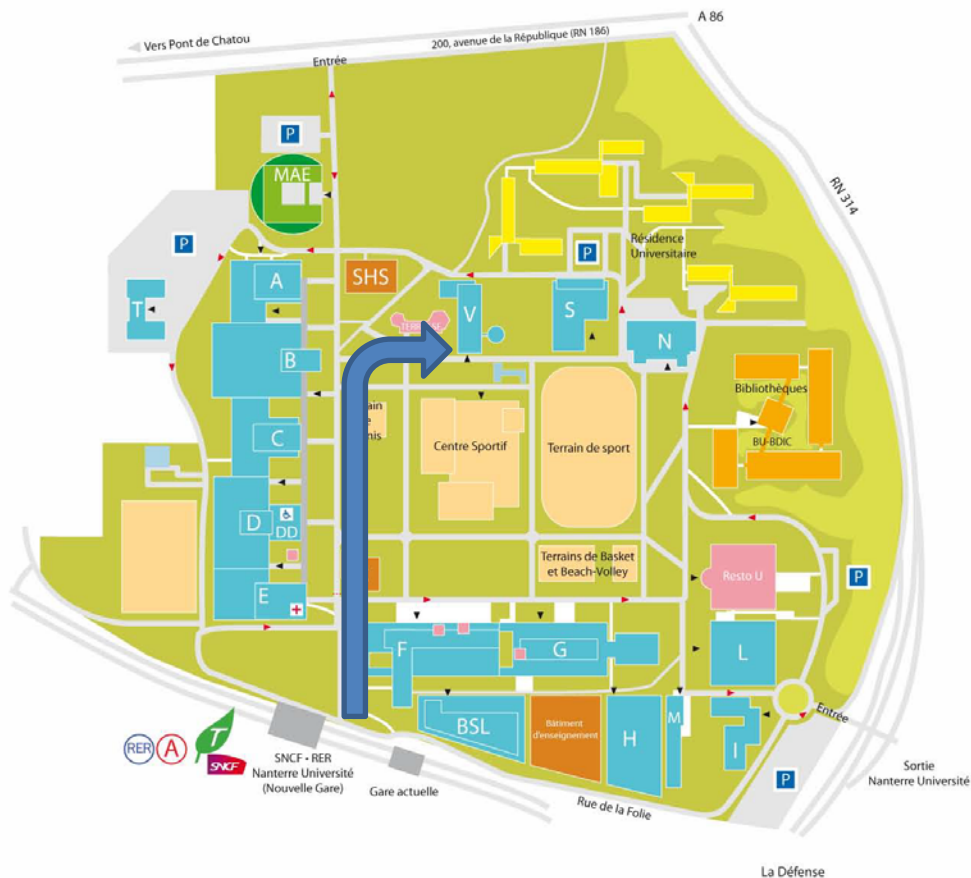 A 86
Vers Pont de Chatou
200, avenue de la République (RN 186)
Entrée
P
MAE
RN 314
P
Résidence
Universitaire
P
A
SHS
T
V
S
N
B
Bibliothèques
BU-BDIC
C
Centre Sportif
Terrain de sport
D
DD
Terrains de Basket
et Beach-Volley
Resto U
P
E
F
G
L
BSL
Bâtiment
d'enseignement
H
M
I
Entrée
RER
A
T
SNCF
SNCF - RER
Nanterre Université
(Nouvelle Gare)
Gare actuelle
P
Sortie
Nanterre Université
Rue de la Folie
La Défense